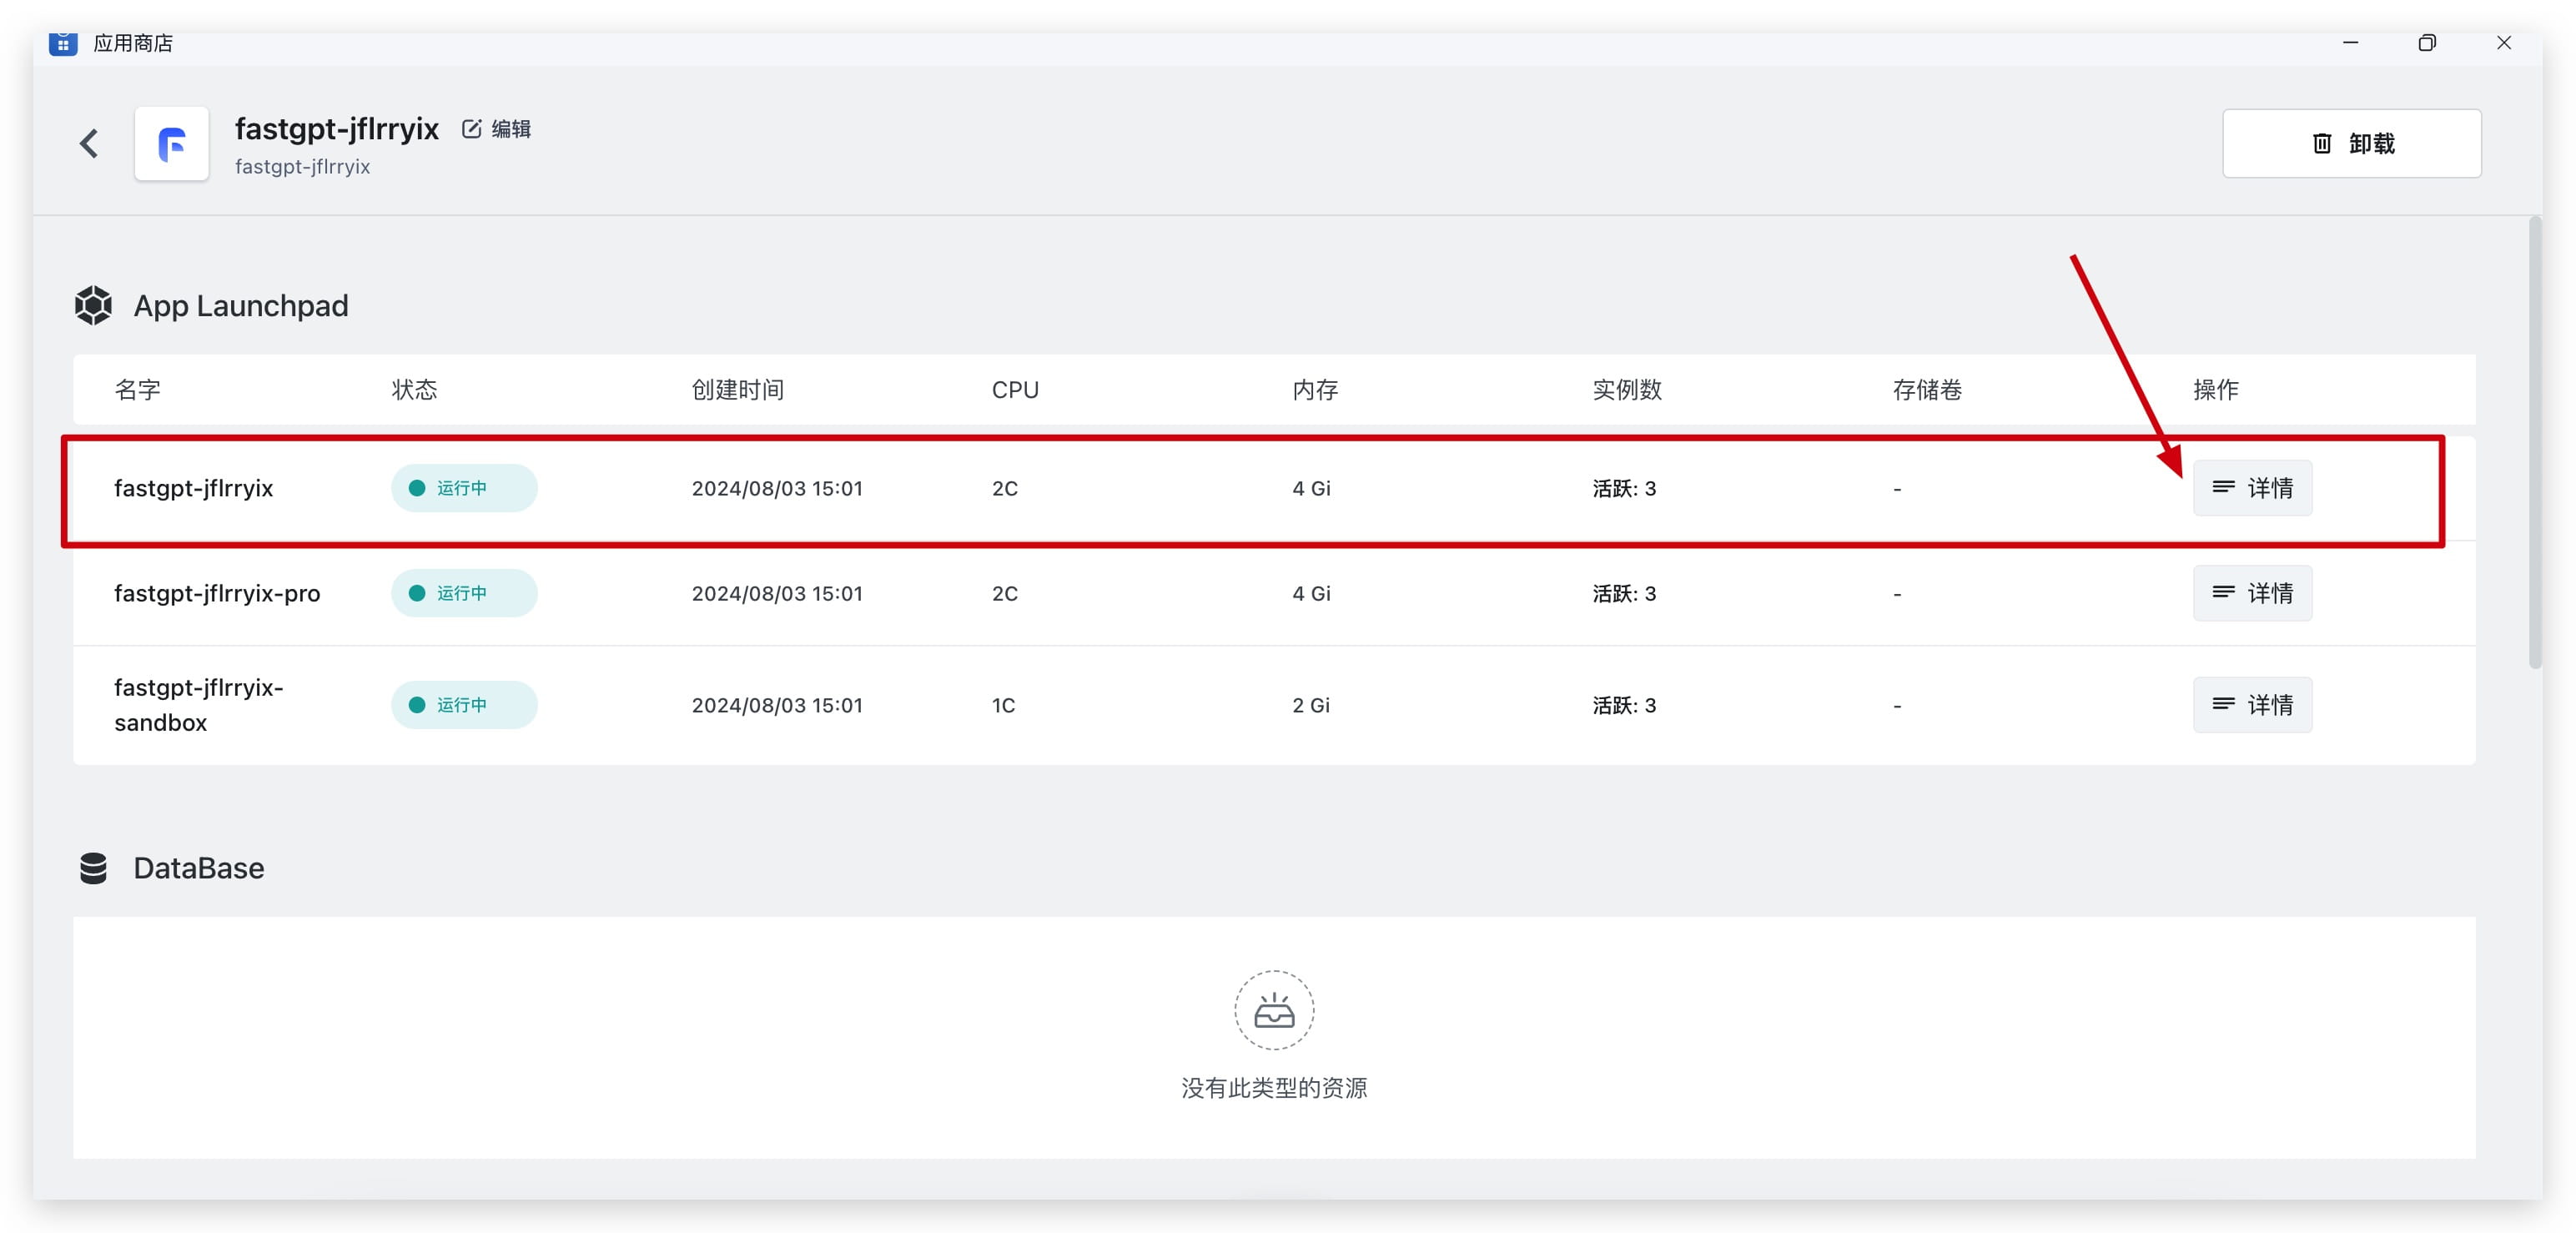 应用商店
fastgpt-jflrryix 编辑
fastgpt-jflrryix
卸载
App Launchpad
名字 状态 创建时间 CPU 内存 实例数 存储卷 操作
fastgpt-jflrryix 运行中 2024/08/03 15:01 2C 4 Gi 活跃: 3 - 详情
fastgpt-jflrryix-pro 运行中 2024/08/03 15:01 2C 4 Gi 活跃: 3 - 详情
fastgpt-jflrryix-
sandbox 运行中 2024/08/03 15:01 1C 2 Gi 活跃: 3 - 详情
DataBase
没有此类型的资源